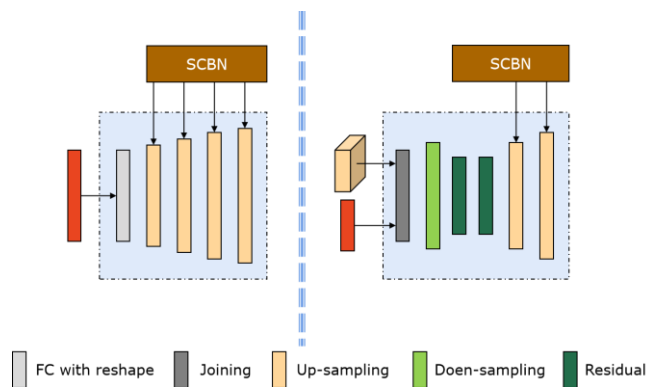 SCBN
SCBN
FC with reshape
Joining
Up-sampling
Doen-sampling
Residual